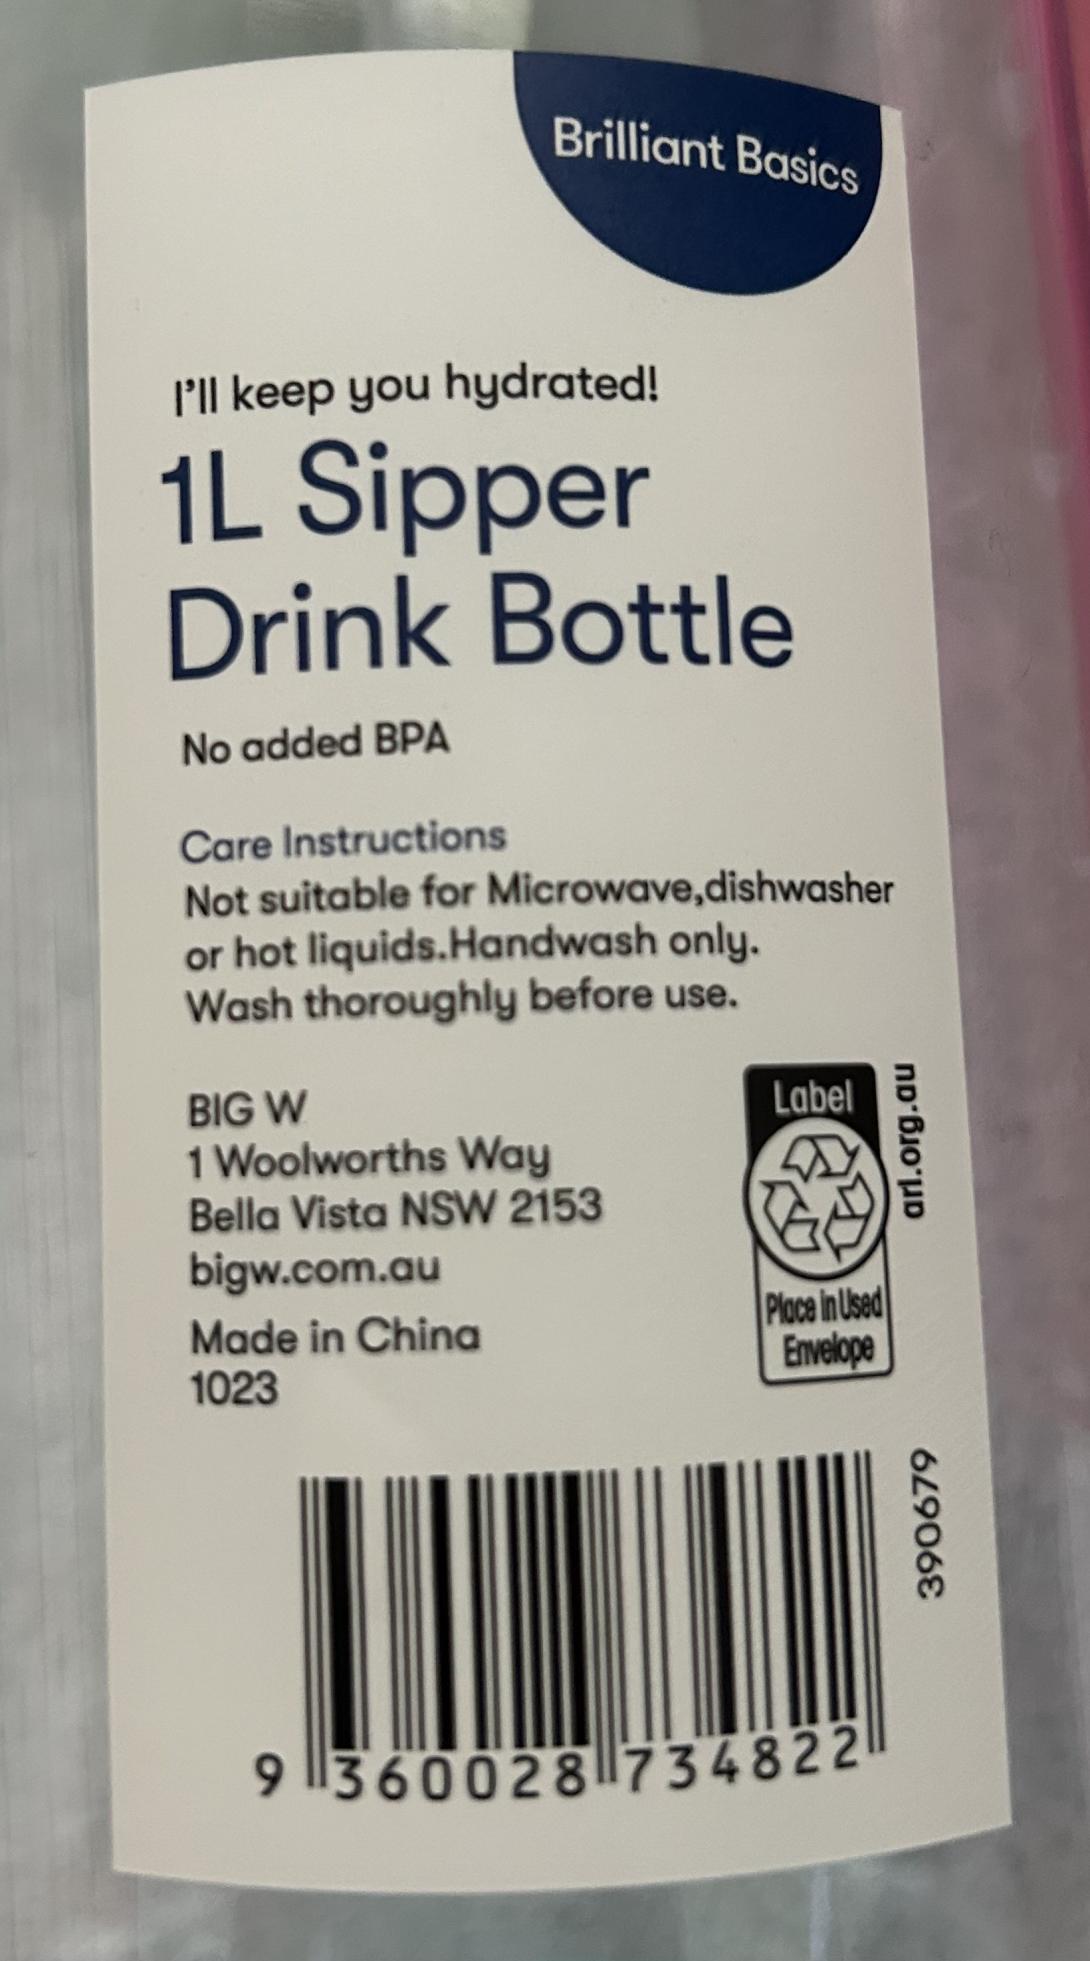 Brilliant Basics
I'll keep you hydrated!
1L Sipper
Drink Bottle
No added BPA
Care Instructions
Not suitable for Microwave,dishwasher
or hot liquids.Handwash only.
Wash thoroughly before use.
BIG W
1 Woolworths Way
Bella Vista NSW 2153
bigw.com.au
Made in China
1023
Label
Place in Used
Envelope
arl.org.au
390679
9 360028 734822